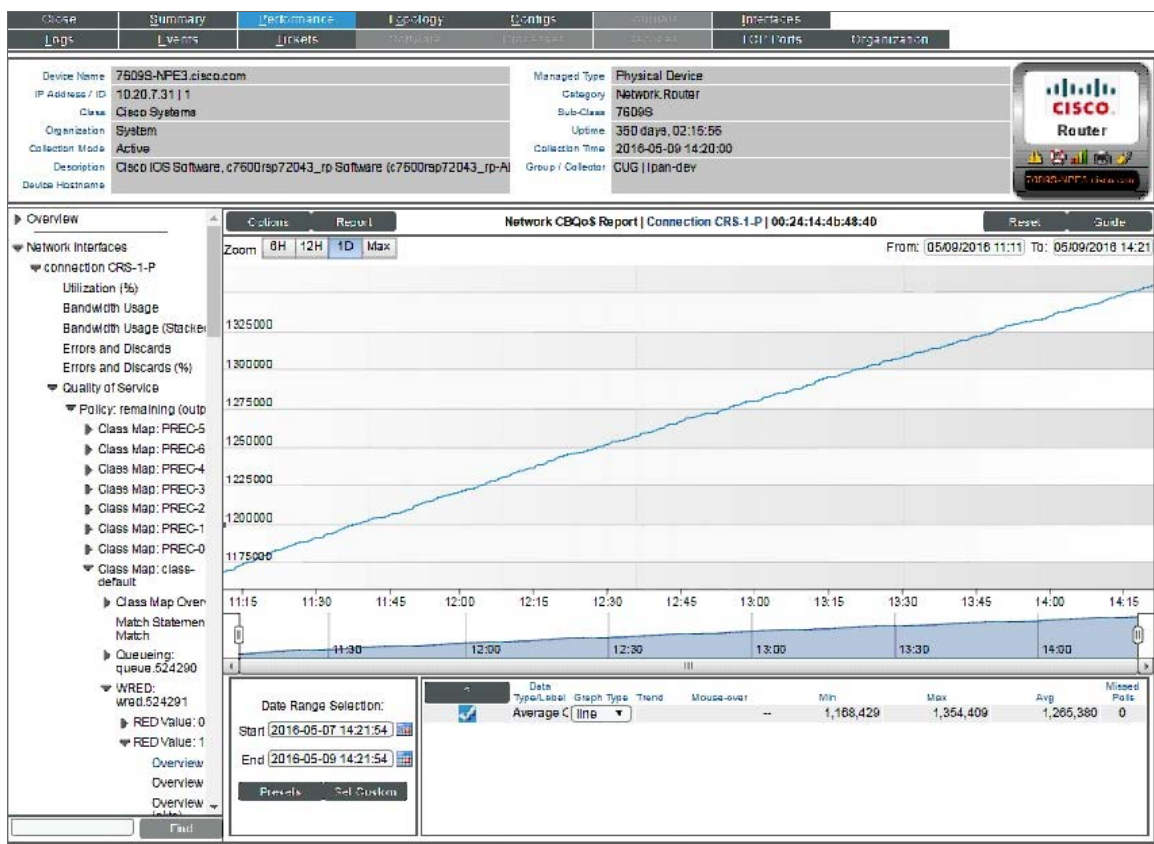 Close Summary Performance Topology Configs Journals Interfaces
Logs Events Tickets Software Processes Services TCP Ports Organization
Device Name 7609S-NPE3.cisco.com
IP Address / ID 10.20.7.31 | 1
Class Cisco Systems
Organization System
Collection Mode Active
Description Cisco IOS Software, c7600rsp72043_rp Software (c7600rsp72043_rp-A
Device Hostname
Managed Type Physical Device
Category Network.Router
Sub-Class 7609S
Uptime 350 days, 02:15:56
Collection Time 2016-05-09 14:20:00
Group / Collector CUG | lpan-dev
CISCO
Router
7609S-NPE3.cisco.com
Overview
Network Interfaces
connection CRS-1-P
Utilization (%)
Bandwidth Usage
Bandwidth Usage (Stacked
Errors and Discards
Errors and Discards (%)
Quality of Service
Policy: remaining (outp
Class Map: PREC-5
Class Map: PREC-6
Class Map: PREC-4
Class Map: PREC-3
Class Map: PREC-2
Class Map: PREC-1
Class Map: PREC-0
Class Map: class-
default
Class Map Over
Match Statemen
Match
Queueing:
queue.524290
WRED:
wred.524291
RED Value: 0
RED Value: 1
Overview
Overview
Overview
(pkts)
Find
Options Report Network CBQoS Report | Connection CRS-1-P | 00:24:14:4b:48:40 Reset Guide
Zoom 6H 12H 1D Max From: 05/09/2016 11:11 To: 05/09/2016 14:21
1325000
1300000
1275000
1250000
1225000
1200000
1175000
11:15 11:30 11:45 12:00 12:15 12:30 12:45 13:00 13:15 13:30 13:45 14:00 14:15
11:30 12:00 12:30 13:00 13:30 14:00
Date Range Selection:
Start 2016-05-07 14:21:54
End 2016-05-09 14:21:54
Presets Set Custom
Data Type/Label Graph Type Trend Mouse-over Min Max Avg Missed Polls
Average line -- 1,168,429 1,354,409 1,265,380 0